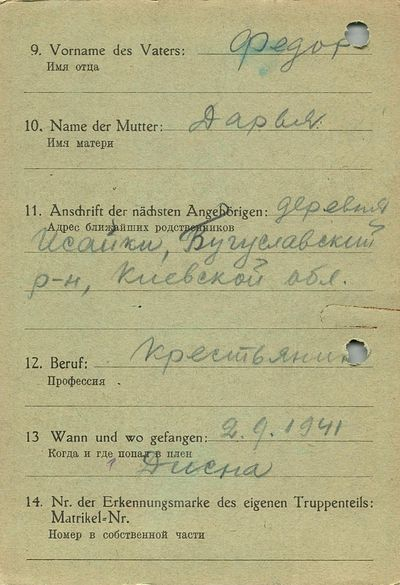 9. Vorname des Vaters: Федор
Имя отца
10. Name der Mutter: Дарья
Имя матери
11. Anschrift der nächsten Angehörigen: деревня
Адрес ближайших родственников
Исайки, Бугуславский
р-н, Киевской обл.
12. Beruf: Крестьянин
Профессия
13 Wann und wo gefangen: 2.9.1941
Когда и где попал в плен
Дисна
14. Nr. der Erkennungsmarke des eigenen Truppenteils:
Matrikel-Nr.
Номер в собственной части